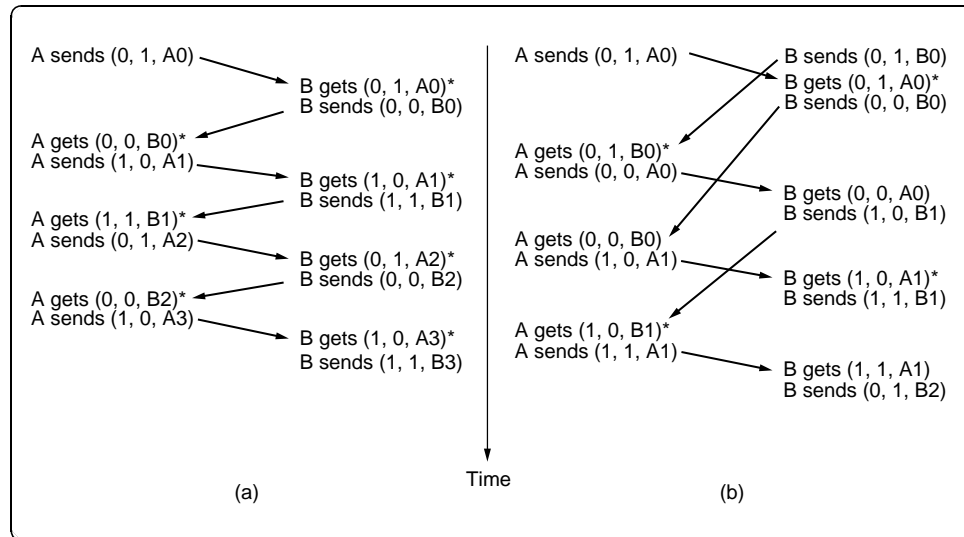 A sends (0, 1, A0)
B gets (0, 1, A0)*
B sends (0, 0, B0)
A gets (0, 0, B0)*
A sends (1, 0, A1)
B gets (1, 0, A1)*
B sends (1, 1, B1)
A gets (1, 1, B1)*
A sends (0, 1, A2)
B gets (0, 1, A2)*
B sends (0, 0, B2)
A gets (0, 0, B2)*
A sends (1, 0, A3)
B gets (1, 0, A3)*
B sends (1, 1, B3)
(a)
Time
A sends (0, 1, A0)
B sends (0, 1, B0)
B gets (0, 1, A0)*
B sends (0, 0, B0)
A gets (0, 1, B0)*
A sends (0, 0, A0)
B gets (0, 0, A0)
B sends (1, 0, B1)
A gets (0, 0, B0)
A sends (1, 0, A1)
B gets (1, 0, A1)*
B sends (1, 1, B1)
A gets (1, 0, B1)*
A sends (1, 1, A1)
B gets (1, 1, A1)
B sends (0, 1, B2)
(b)